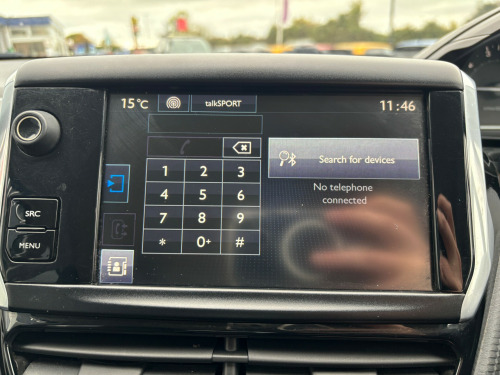 15°C
talkSPORT
11:46
Search for devices
No telephone
connected
1 2 3
4 5 6
7 8 9
* 0+ #
SRC
MENU